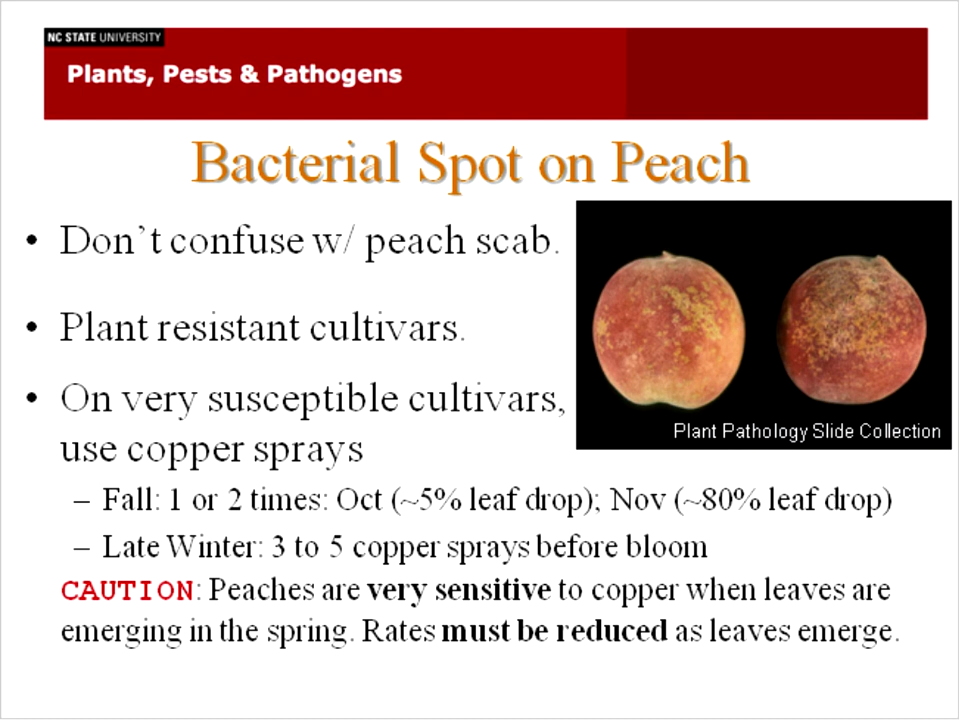 NC STATE UNIVERSITY
Plants, Pests & Pathogens
Bacterial Spot on Peach
• Don’t confuse w/ peach scab.
• Plant resistant cultivars.
• On very susceptible cultivars,
use copper sprays
Plant Pathology Slide Collection
– Fall: 1 or 2 times: Oct (~5% leaf drop); Nov (~80% leaf drop)
– Late Winter: 3 to 5 copper sprays before bloom
CAUTION: Peaches are very sensitive to copper when leaves are
emerging in the spring. Rates must be reduced as leaves emerge.